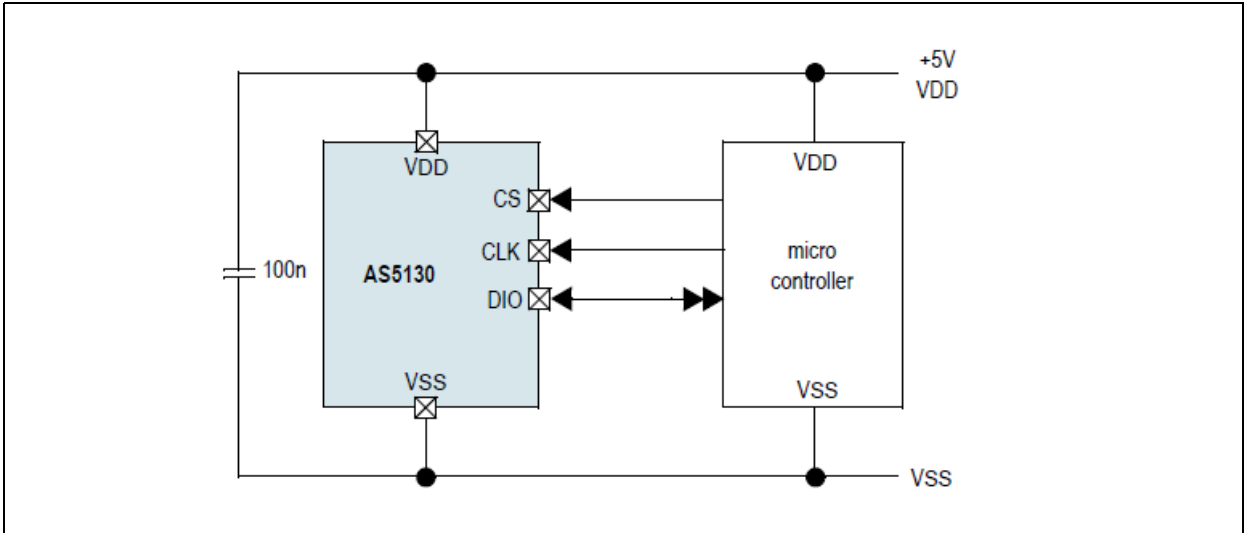 +5V
VDD
VDD
VDD
CS
CLK
micro
controller
100n
AS5130
DIO
VSS
VSS
VSS